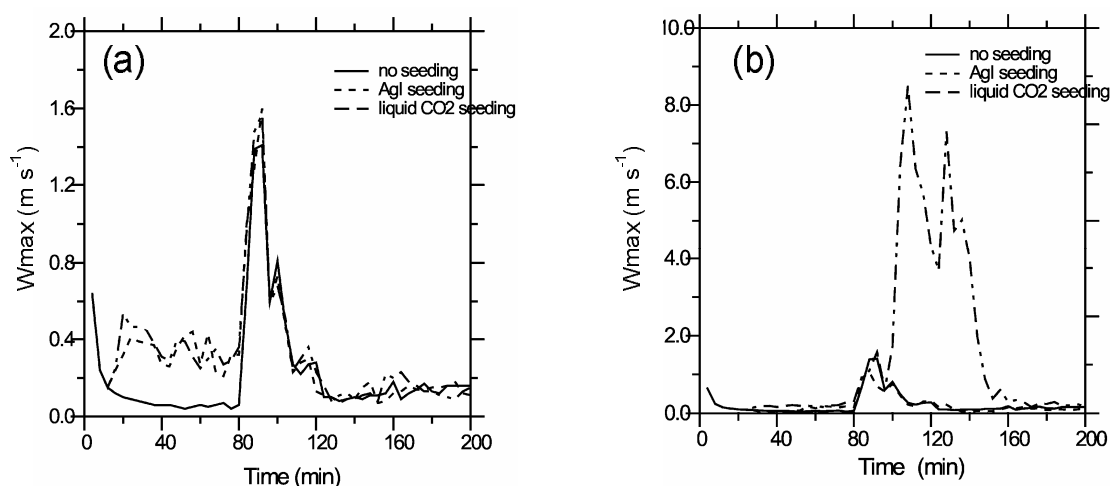 (a)
no seeding
AgI seeding
liquid CO2 seeding
2.0
1.6
1.2
0.8
0.4
0.0
Wmax (m s-1)
0 40 80 120 160 200
Time (min)
(b)
no seeding
AgI seeding
liquid CO2 seeding
10.0
8.0
6.0
4.0
2.0
0.0
Wmax (m s-1)
0 40 80 120 160 200
Time (min)